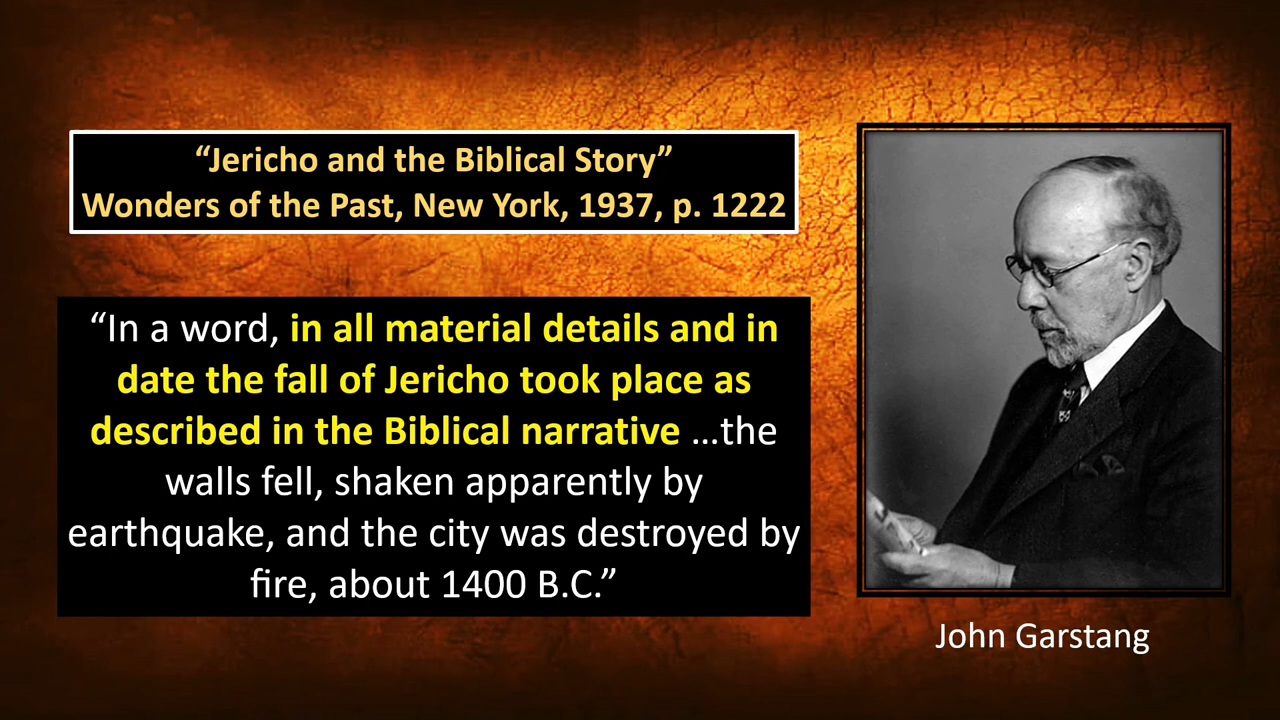 “Jericho and the Biblical Story”
Wonders of the Past, New York, 1937, p. 1222
“In a word, in all material details and in
date the fall of Jericho took place as
described in the Biblical narrative ...the
walls fell, shaken apparently by
earthquake, and the city was destroyed by
fire, about 1400 B.C.”
John Garstang